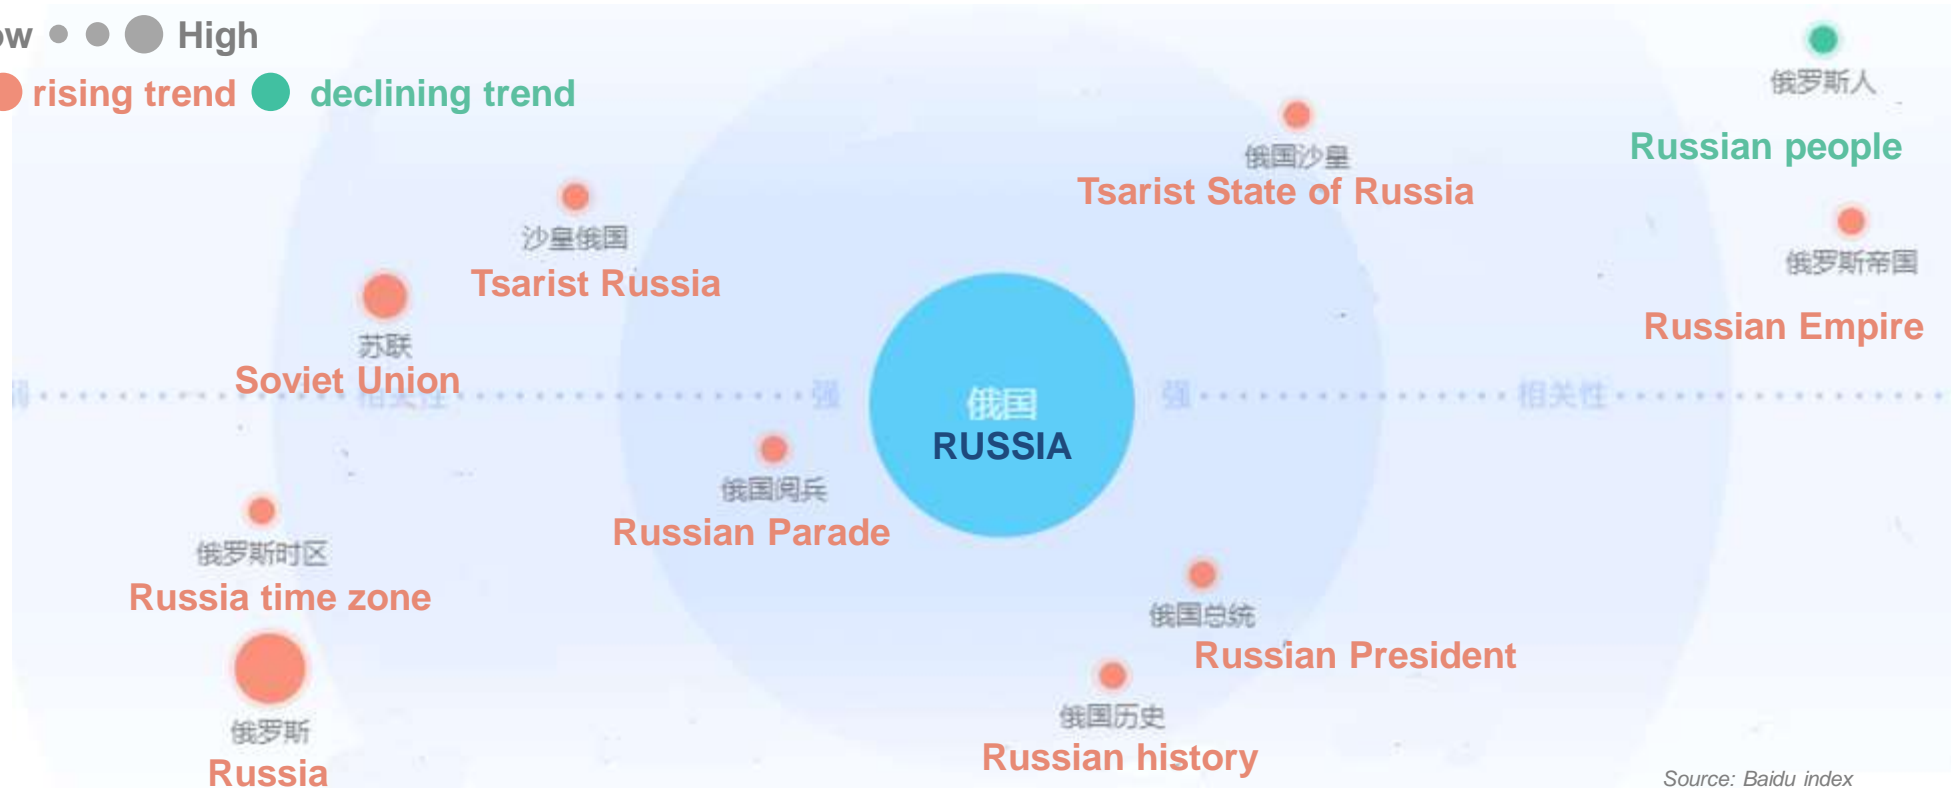 High
rising trend
declining trend
俄罗斯人
Russian people
俄国沙皇
Tsarist State of Russia
沙皇俄国
Tsarist Russia
俄罗斯帝国
Russian Empire
苏联
Soviet Union
相关性
强
俄国
RUSSIA
强
相关性
俄国阅兵
Russian Parade
俄罗斯时区
Russia time zone
俄国总统
Russian President
俄罗斯
Russia
俄国历史
Russian history
Source: Baidu index